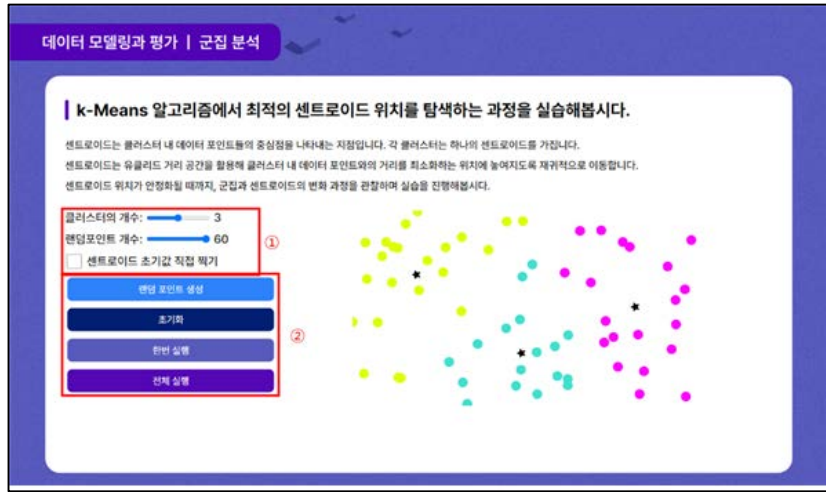 데이터 모델링과 평가 | 군집 분석
k-Means 알고리즘에서 최적의 센트로이드 위치를 탐색하는 과정을 실습해봅시다.
센트로이드는 클러스터 내 데이터 포인트들의 중심점을 나타내는 지점입니다. 각 클러스터는 하나의 센트로이드를 가집니다.
센트로이드는 유클리드 거리 공간을 활용해 클러스터 내 데이터 포인트와의 거리를 최소화하는 위치에 놓여지도록 재귀적으로 이동합니다.
센트로이드 위치가 안정화될 때까지, 군집과 센트로이드의 변화 과정을 관찰하며 실습을 진행해봅시다.
클러스터의 개수: 3
랜덤포인트 개수: 60
센트로이드 초기값 직접 찍기
①
랜덤 포인트 생성
초기화
②
한번 실행
전체 실행